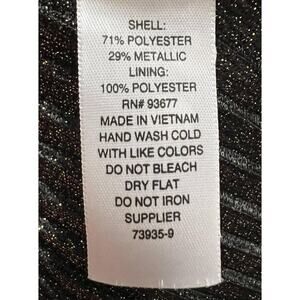 SHELL:
71% POLYESTER
29% METALLIC
LINING:
100% POLYESTER
RN# 93677
MADE IN VIETNAM
HAND WASH COLD
WITH LIKE COLORS
DO NOT BLEACH
DRY FLAT
DO NOT IRON
SUPPLIER
73935-9